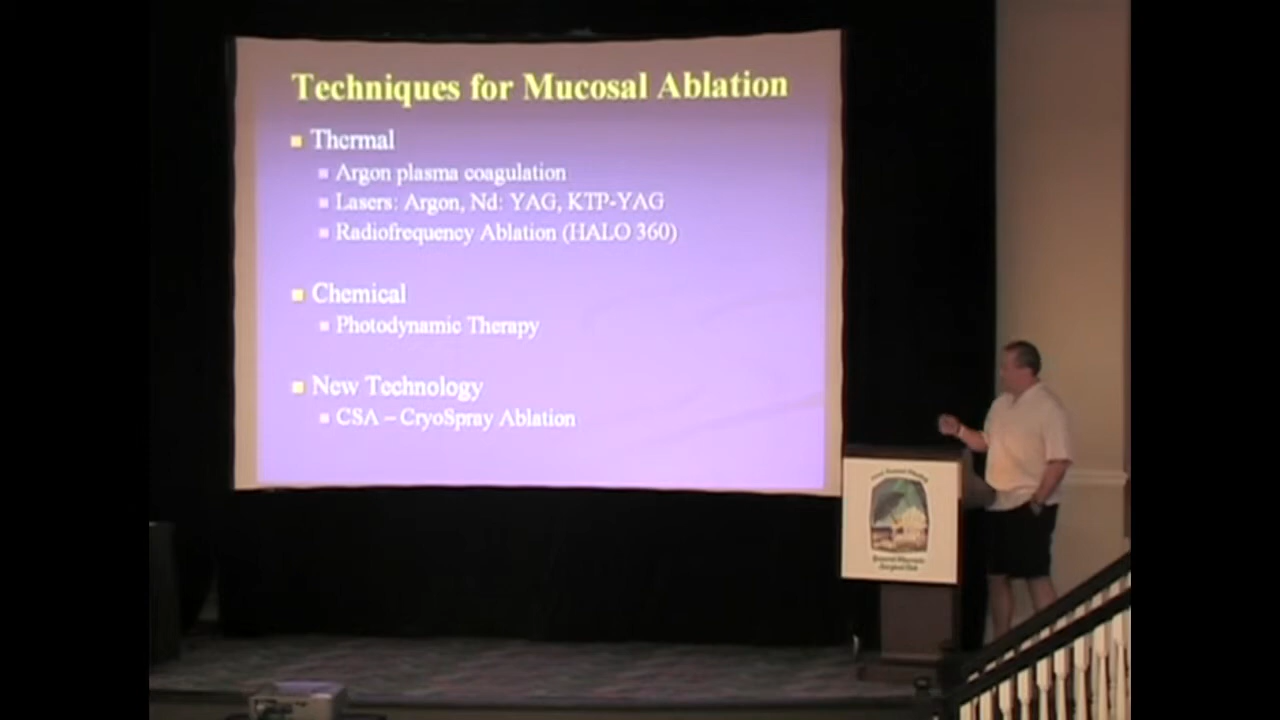 Techniques for Mucosal Ablation
Thermal
Argon plasma coagulation
Lasers: Argon, Nd: YAG, KTP-YAG
Radiofrequency Ablation (HALO 360)
Chemical
Photodynamic Therapy
New Technology
CSA – CryoSpray Ablation